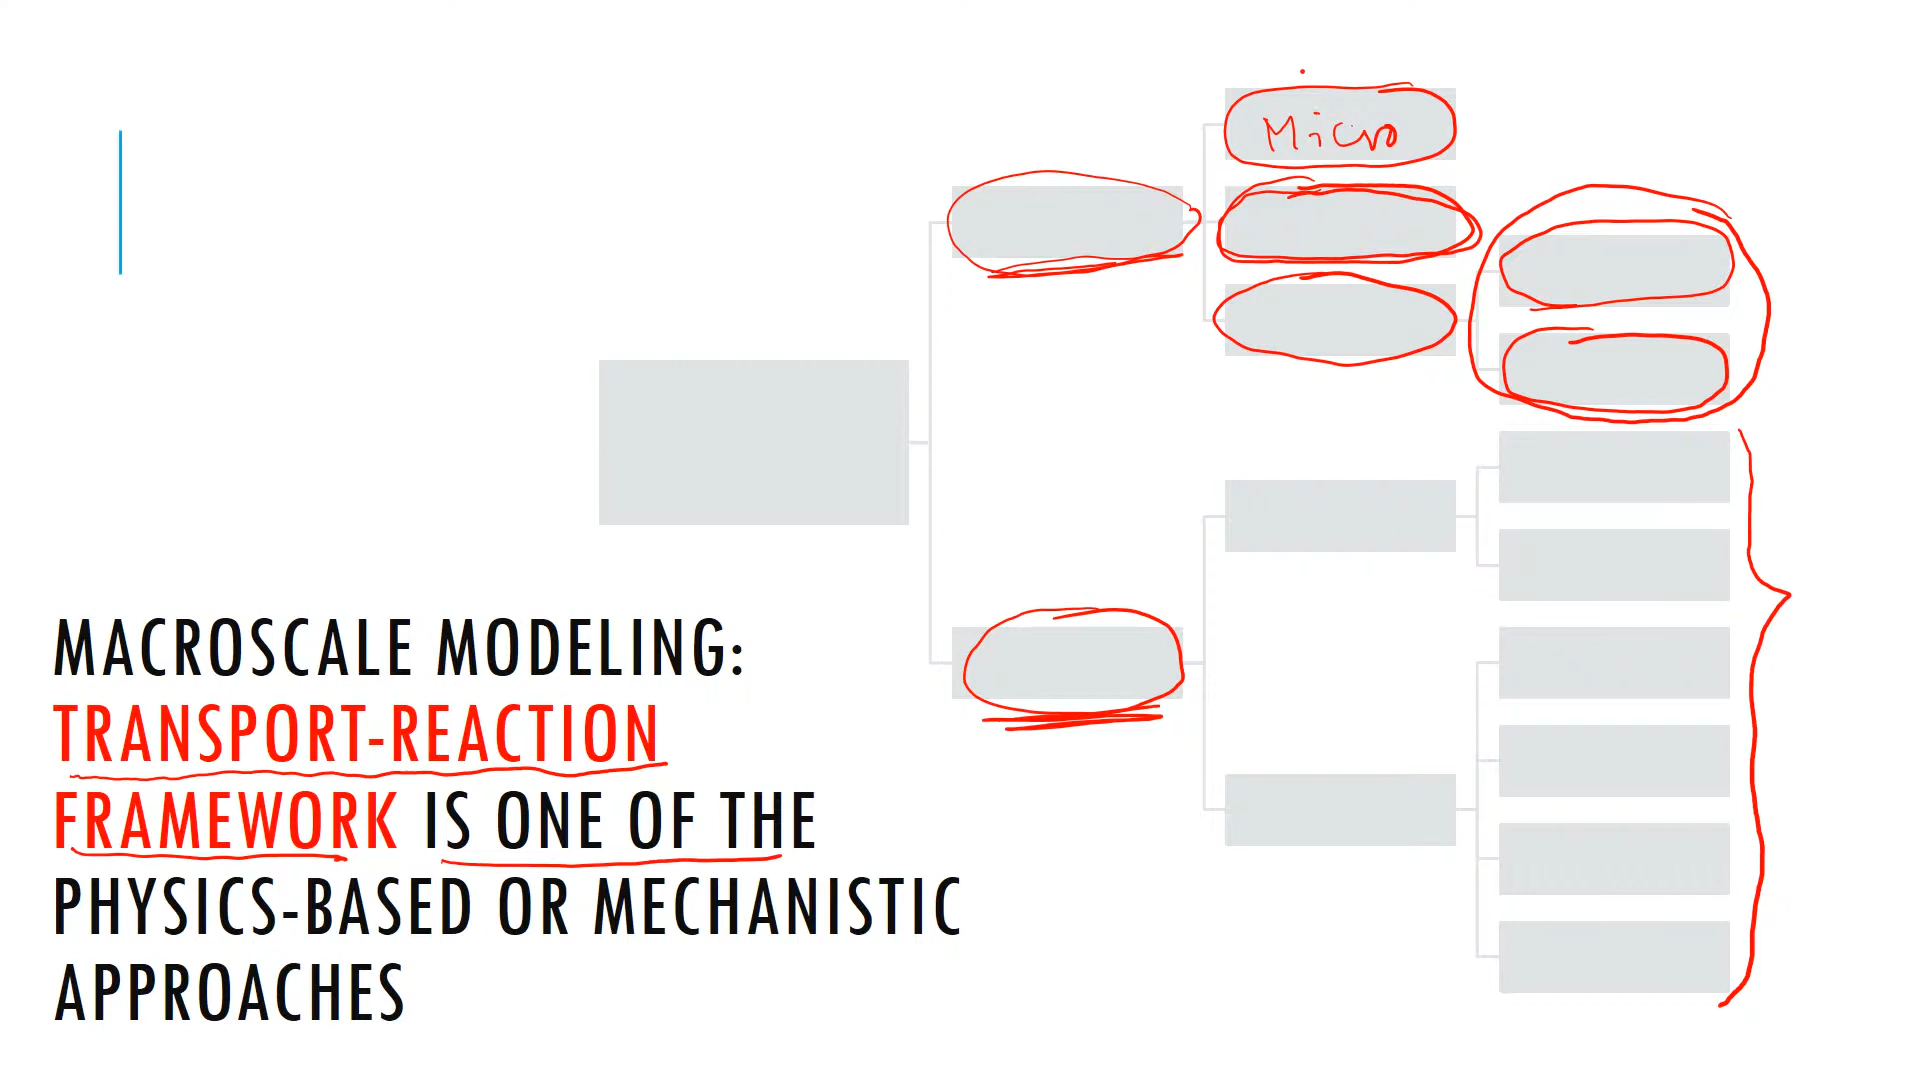 Micro
MACROSCALE MODELING:
TRANSPORT-REACTION
FRAMEWORK IS ONE OF THE
PHYSICS-BASED OR MECHANISTIC
APPROACHES